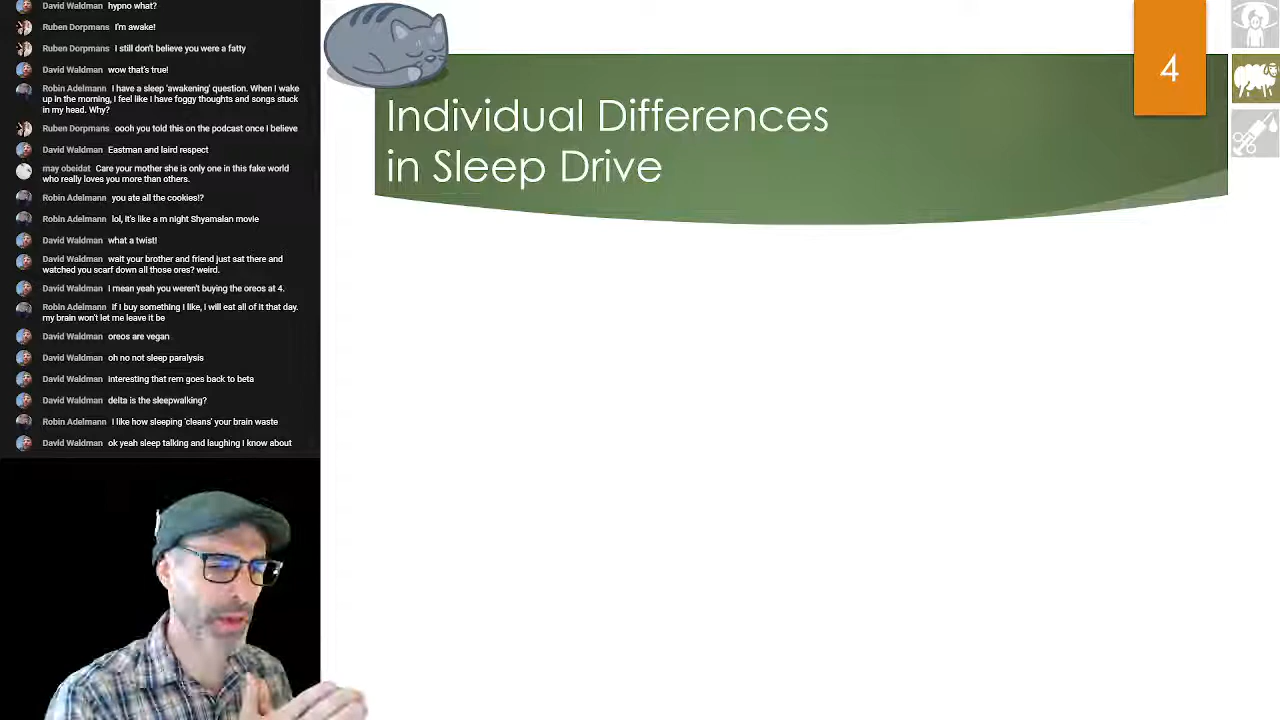 David Waldman hypno what?
Ruben Dorpmans I'm awake!
Ruben Dorpmans I still don't believe you were a fatty
David Waldman wow that's true!
Robin Adelmann I have a sleep 'awakening' question. When I wake
up in the morning, I feel like I have foggy thoughts and songs stuck
in my head. Why?
Ruben Dorpmans oooh you told this on the podcast once I believe
David Waldman Eastman and laird respect
may obeidat Care your mother she is only one in this fake world
who really loves you more than others.
Robin Adelmann you ate all the cookies!?
Robin Adelmann lol, it's like a m night Shyamalan movie
David Waldman what a twist!
David Waldman wait your brother and friend just sat there and
watched you scarf down all those ores? weird.
David Waldman I mean yeah you weren't buying the oreos at 4.
Robin Adelmann If I buy something I like, i will eat all of it that day.
my brain won't let me leave it be
David Waldman oreos are vegan
David Waldman oh no not sleep paralysis
David Waldman interesting that rem goes back to beta
David Waldman delta is the sleepwalking?
Robin Adelmann I like how sleeping 'cleans' your brain waste
David Waldman ok yeah sleep talking and laughing I know about
Individual Differences
in Sleep Drive
4